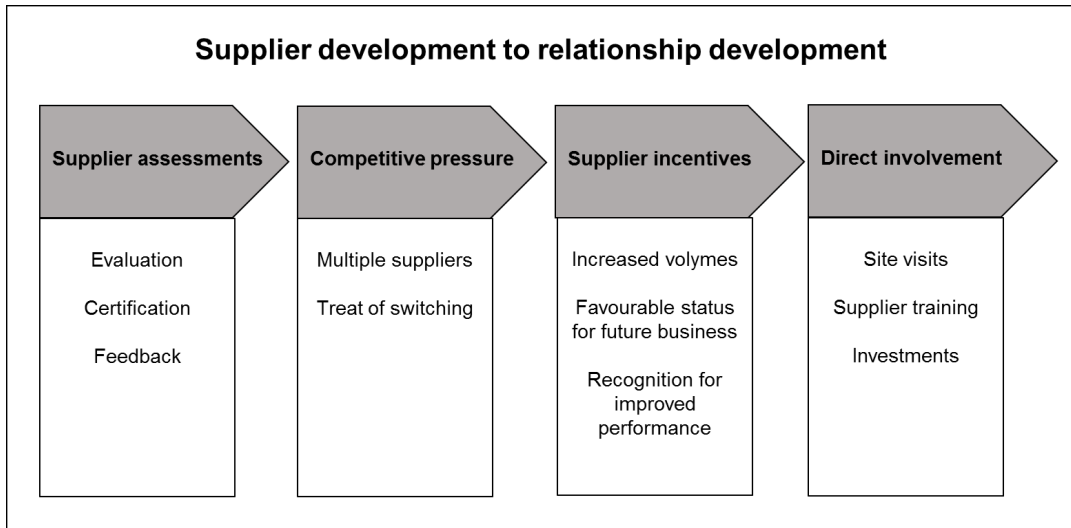 Supplier development to relationship development
Supplier assessments
Evaluation
Certification
Feedback
Competitive pressure
Multiple suppliers
Treat of switching
Supplier incentives
Increased volymes
Favourable status
for future business
Recognition for
improved
performance
Direct involvement
Site visits
Supplier training
Investments